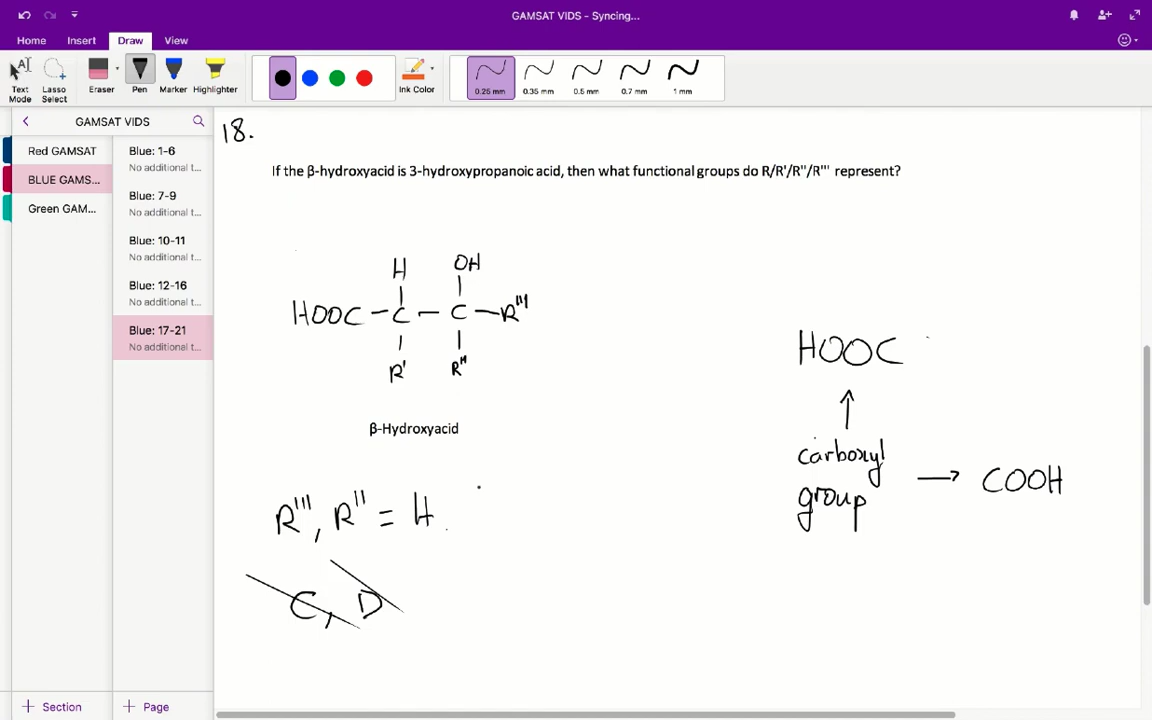 GAMSAT VIDS - Syncing...
Home Insert Draw View
Text Mode
Lasso Select
Eraser
Pen
Marker
Highlighter
Ink Color
0.25 mm
0.35 mm
0.5 mm
0.7 mm
1 mm
GAMSAT VIDS
Red GAMSAT
BLUE GAMS...
Green GAM...
Blue: 1-6
No additional t...
Blue: 7-9
No additional t...
Blue: 10-11
No additional t...
Blue: 12-16
No additional t...
Blue: 17-21
No additional t...
+ Section
+ Page
18.
If the β-hydroxyacid is 3-hydroxypropanoic acid, then what functional groups do R/R'/R''/R''' represent?
H OH
HOOC - C - C - R'''
R' R''
β-Hydroxyacid
R''', R'' = H
C, D
HOOC
↑
carboxyl
group → COOH